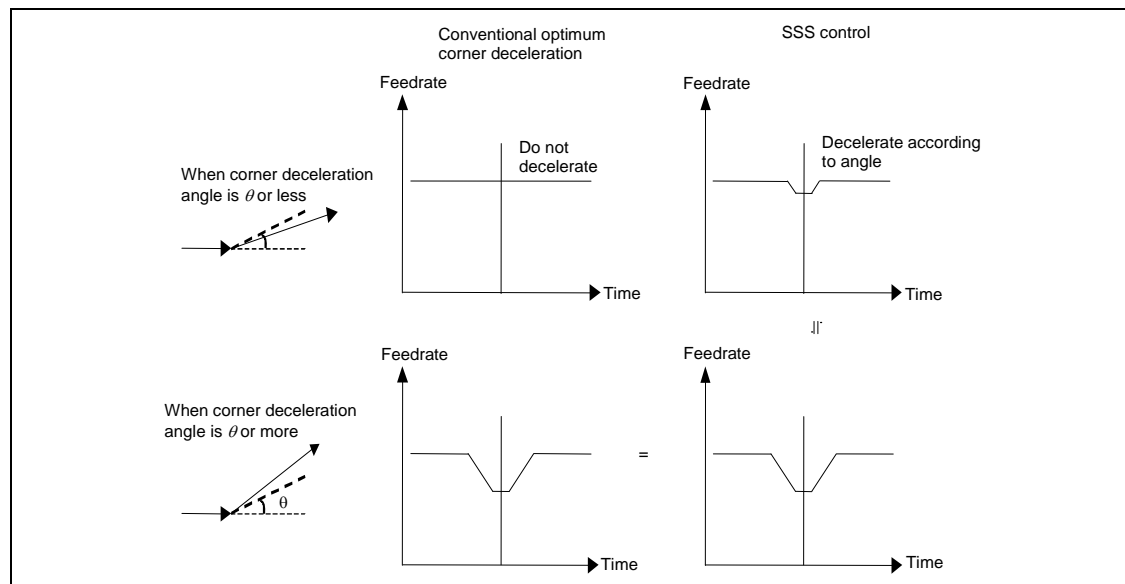 Conventional optimum
corner deceleration
SSS control
Feedrate
Feedrate
Do not
decelerate
Decelerate according
to angle
When corner deceleration
angle is θ or less
Time
Time
Feedrate
Feedrate
When corner deceleration
angle is θ or more
=
θ
Time
Time